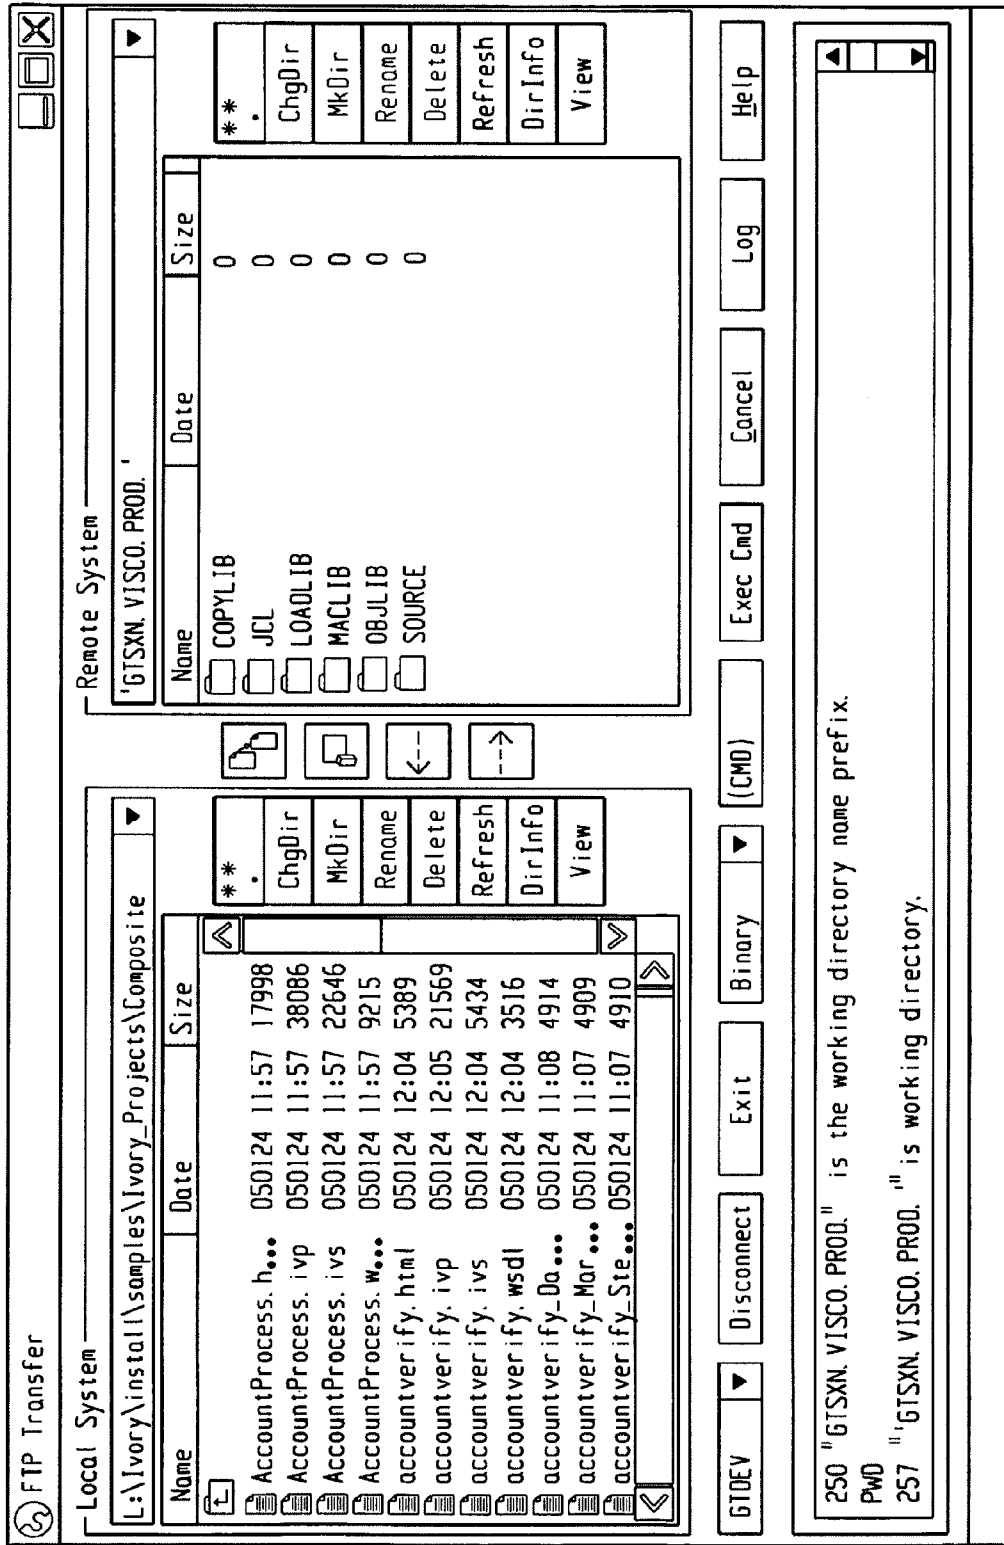 FTP Transfer
Local System
L:\Ivory\install\samples\Ivory_Projects\Composite
Name Date Size
AccountProcess.h... 050124 11:57 17998
AccountProcess.ivp 050124 11:57 38086
AccountProcess.ivs 050124 11:57 22646
AccountProcess.w... 050124 11:57 9215
accountverify.html 050124 12:04 5389
accountverify.ivp 050124 12:05 21569
accountverify.ivs 050124 12:04 5434
accountverify.wsdl 050124 12:04 3516
accountverify_Da... 050124 11:08 4914
accountverify_Mar... 050124 11:07 4909
accountverify_Ste... 050124 11:07 4910
**
.
ChgDir
MkDir
Rename
Delete
Refresh
DirInfo
View
Remote System
'GTSXN.VISCO.PROD.'
Name Date Size
COPYLIB 0
JCL 0
LOADLIB 0
MACLIB 0
OBJLIB 0
SOURCE 0
**
.
ChgDir
MkDir
Rename
Delete
Refresh
DirInfo
View
GTDEV Disconnect Exit Binary (CMD) Exec Cmd Cancel Log Help
250 "GTSXN.VISCO.PROD." is the working directory name prefix.
PWD
257 "'GTSXN.VISCO.PROD.'" is working directory.